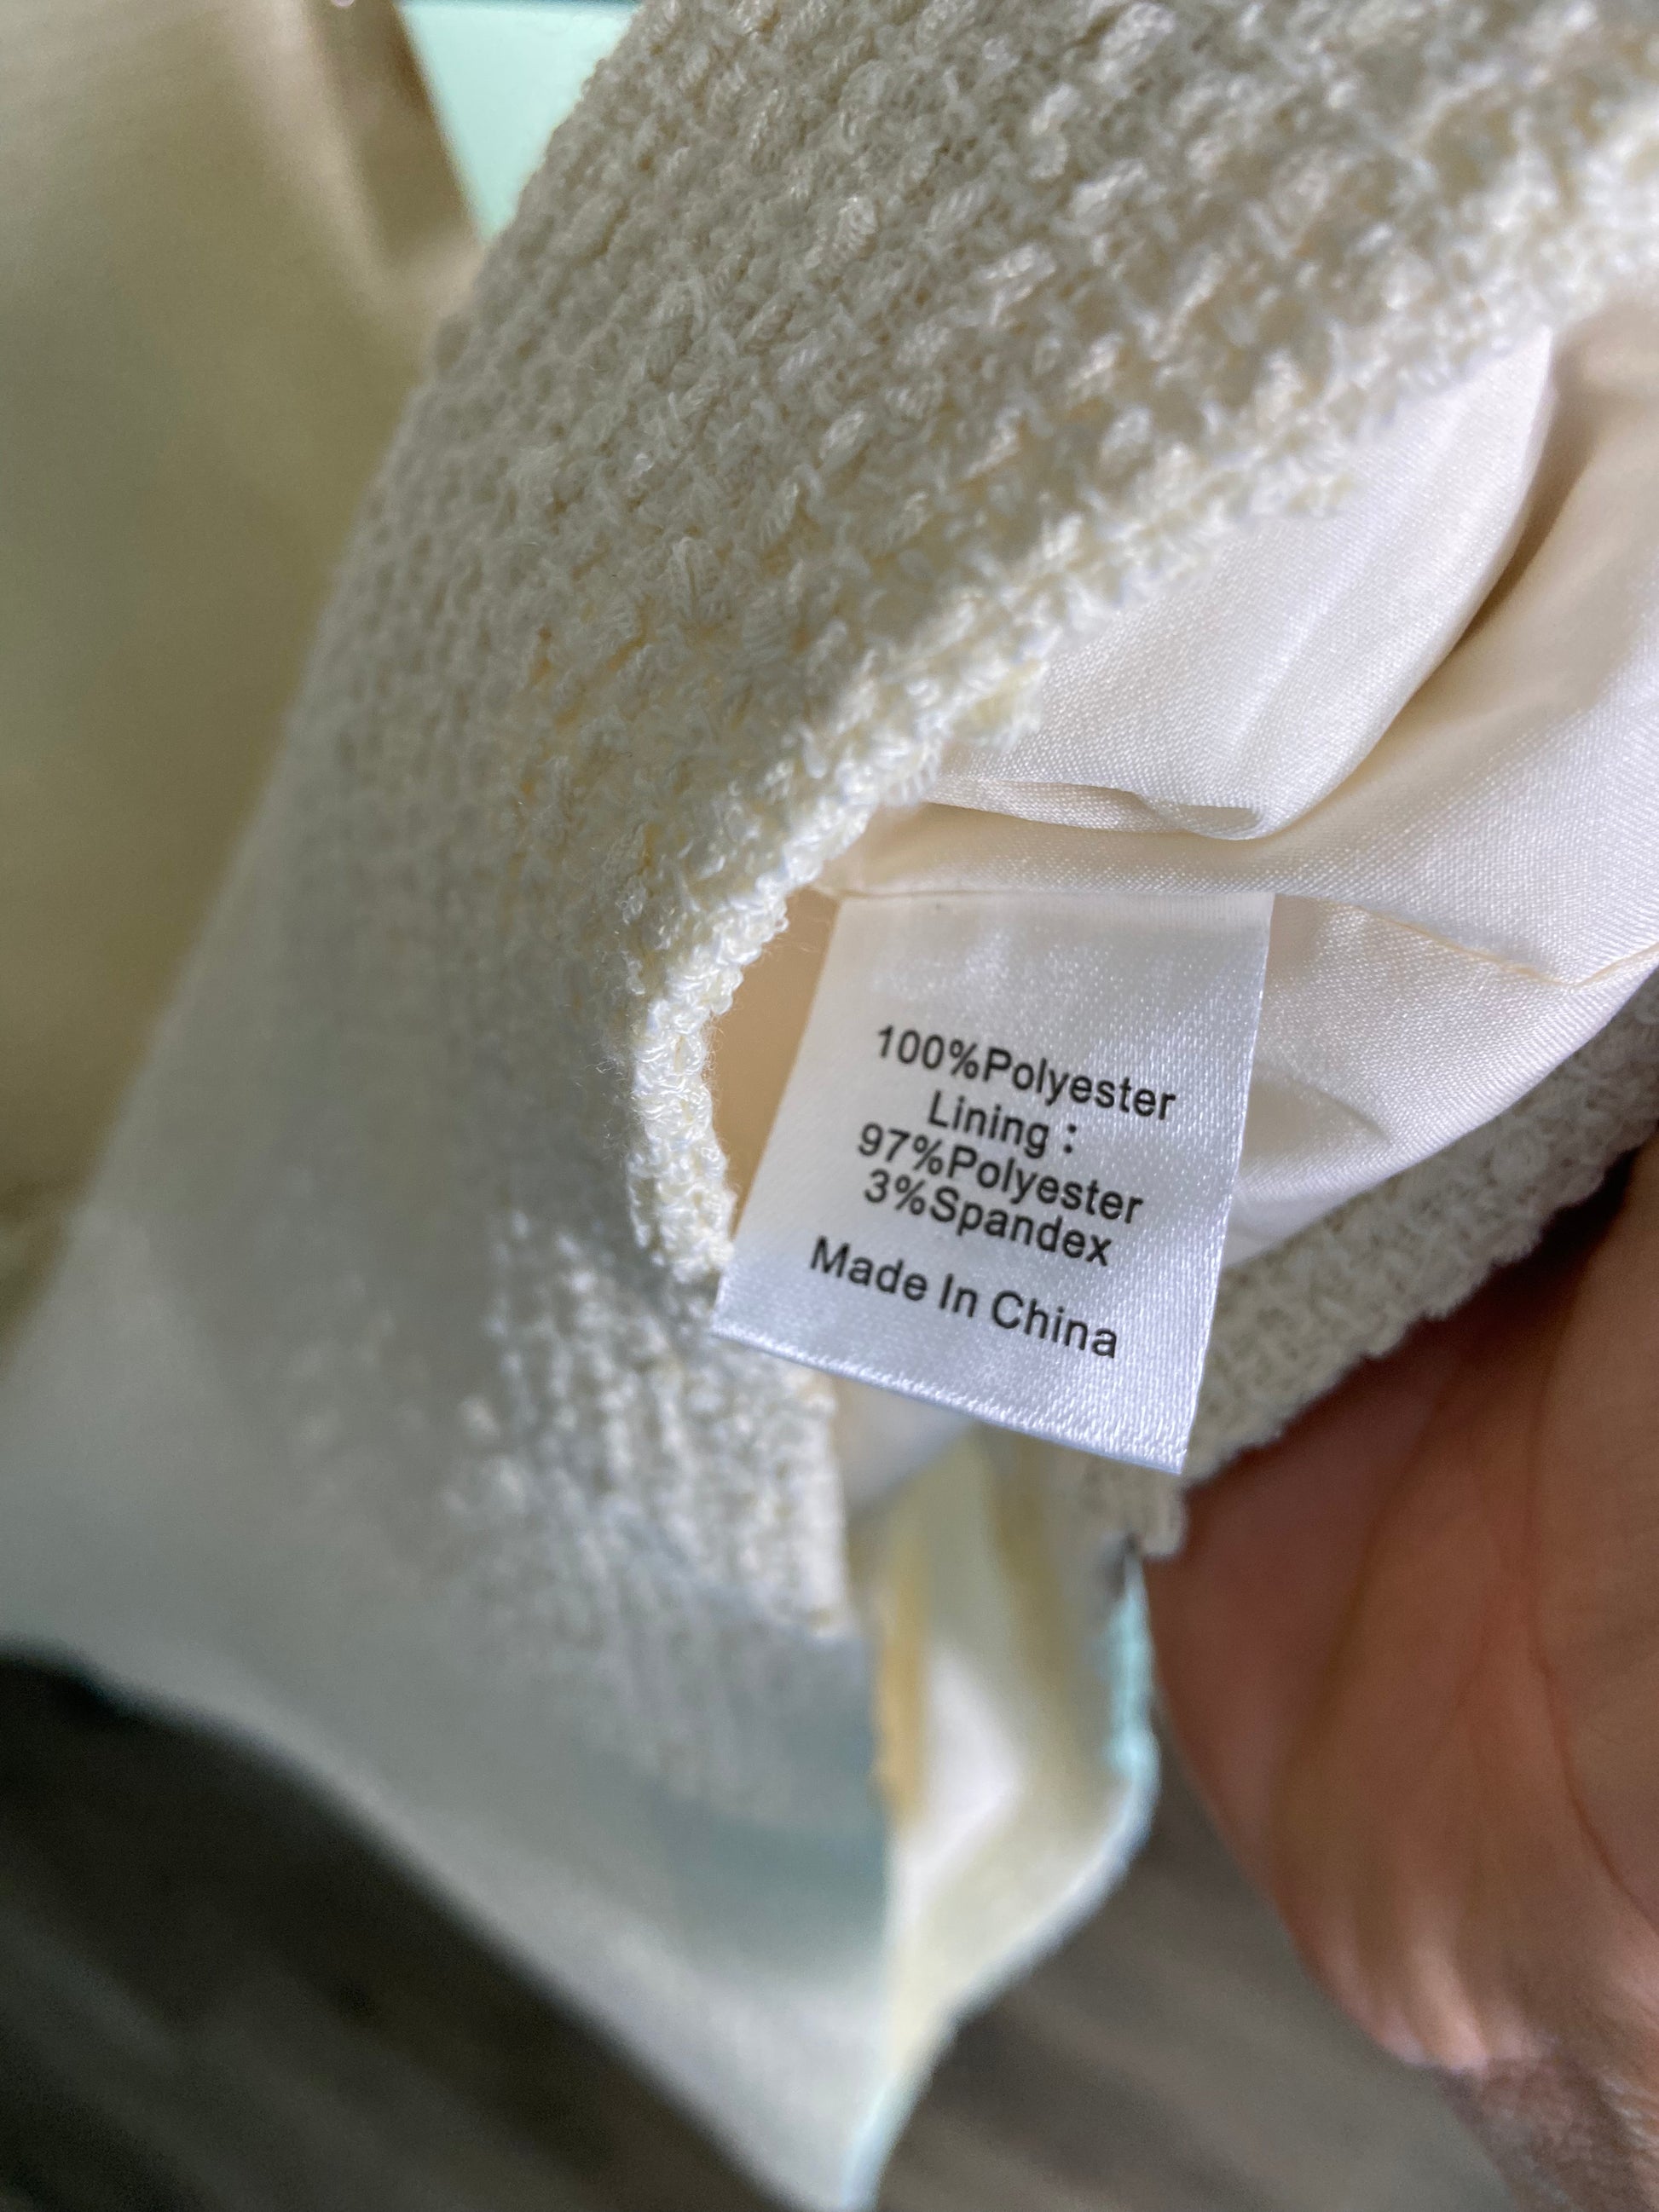 100%Polyester
Lining :
97%Polyester
3%Spandex
Made In China